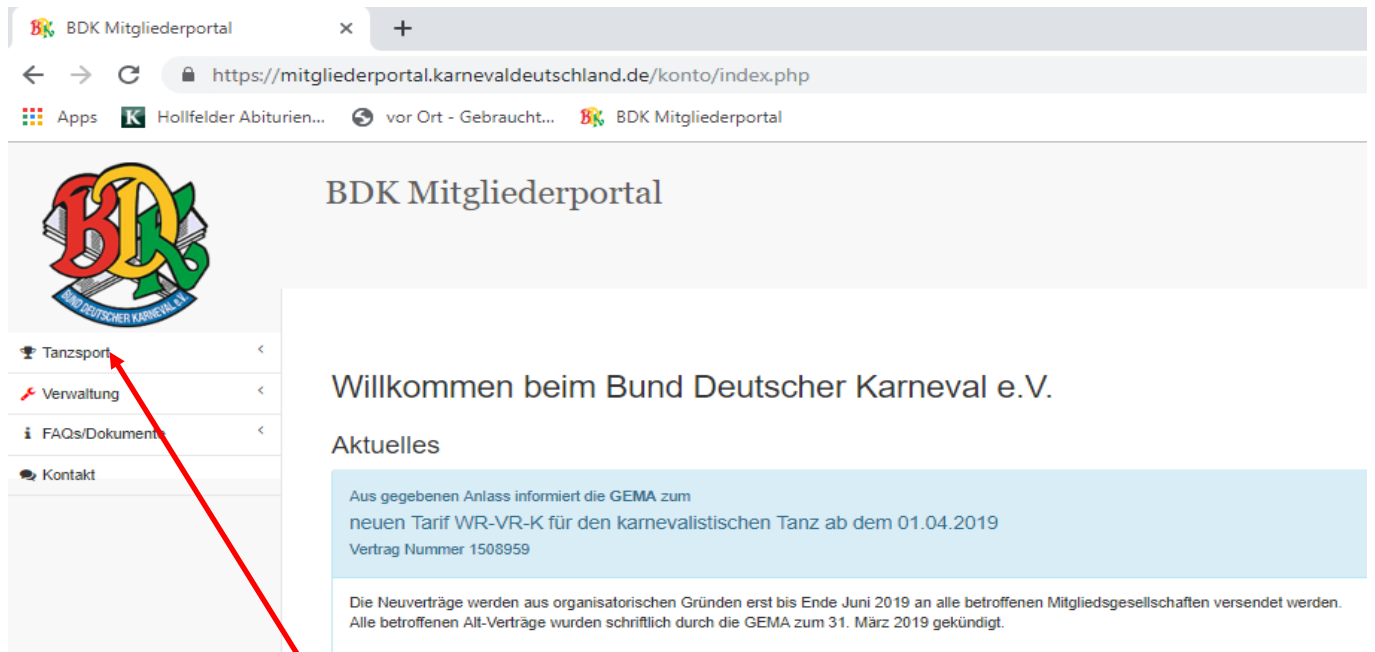 BDK Mitgliederportal
https://mitgliederportal.karnevaldeutschland.de/konto/index.php
Apps K Hollfelder Abiturien... vor Ort - Gebraucht... BDK Mitgliederportal
BDK
BUND DEUTSCHER KARNEVAL e.V.
BDK Mitgliederportal
Tanzsport
Verwaltung
FAQs/Dokumente
Kontakt
Willkommen beim Bund Deutscher Karneval e.V.
Aktuelles
Aus gegebenen Anlass informiert die GEMA zum
neuen Tarif WR-VR-K für den karnevalistischen Tanz ab dem 01.04.2019
Vertrag Nummer 1508959
Die Neuverträge werden aus organisatorischen Gründen erst bis Ende Juni 2019 an alle betroffenen Mitgliedsgesellschaften versendet werden.
Alle betroffenen Alt-Verträge wurden schriftlich durch die GEMA zum 31. März 2019 gekündigt.